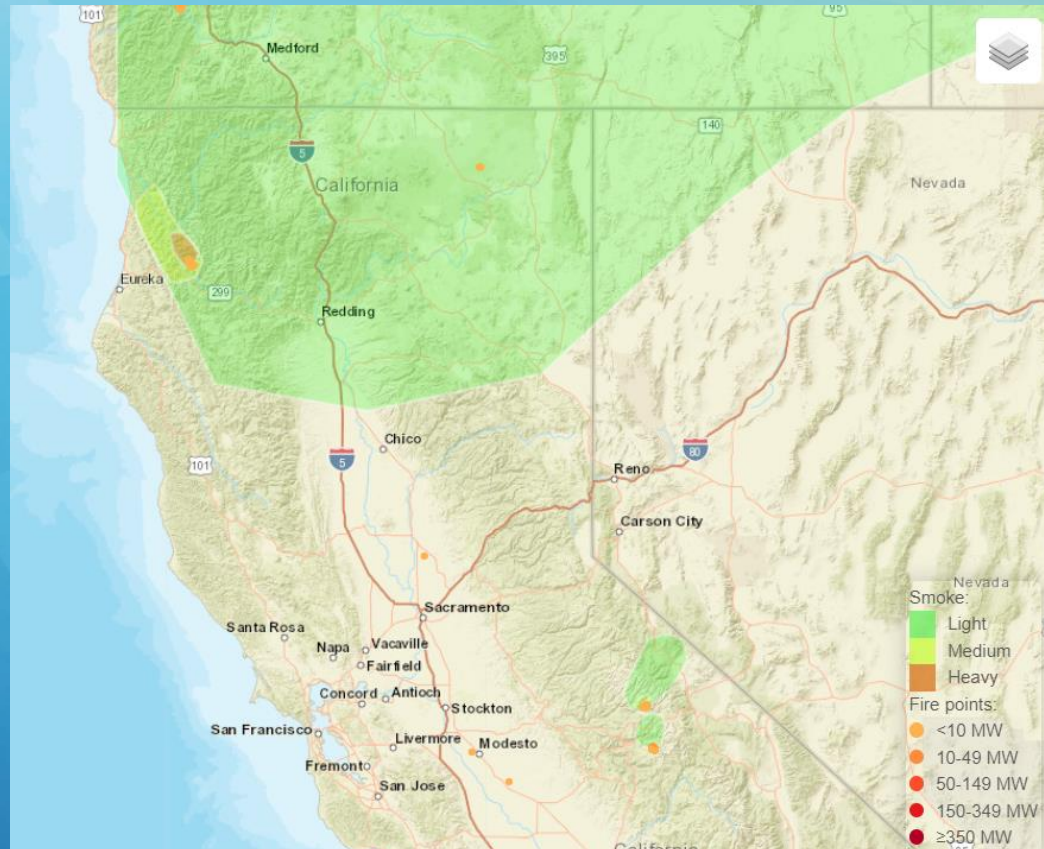 101
95
Medford
395
140
5
California
Nevada
Eureka
299
Redding
Chico
101
5
80
Reno
Carson City
Sacramento
Santa Rosa
Napa
Vacaville
Fairfield
Concord
Antioch
Stockton
San Francisco
Livermore
Modesto
Fremont
San Jose
California
Nevada
Smoke:
Light
Medium
Heavy
Fire points:
<10 MW
10-49 MW
50-149 MW
150-349 MW
≥350 MW